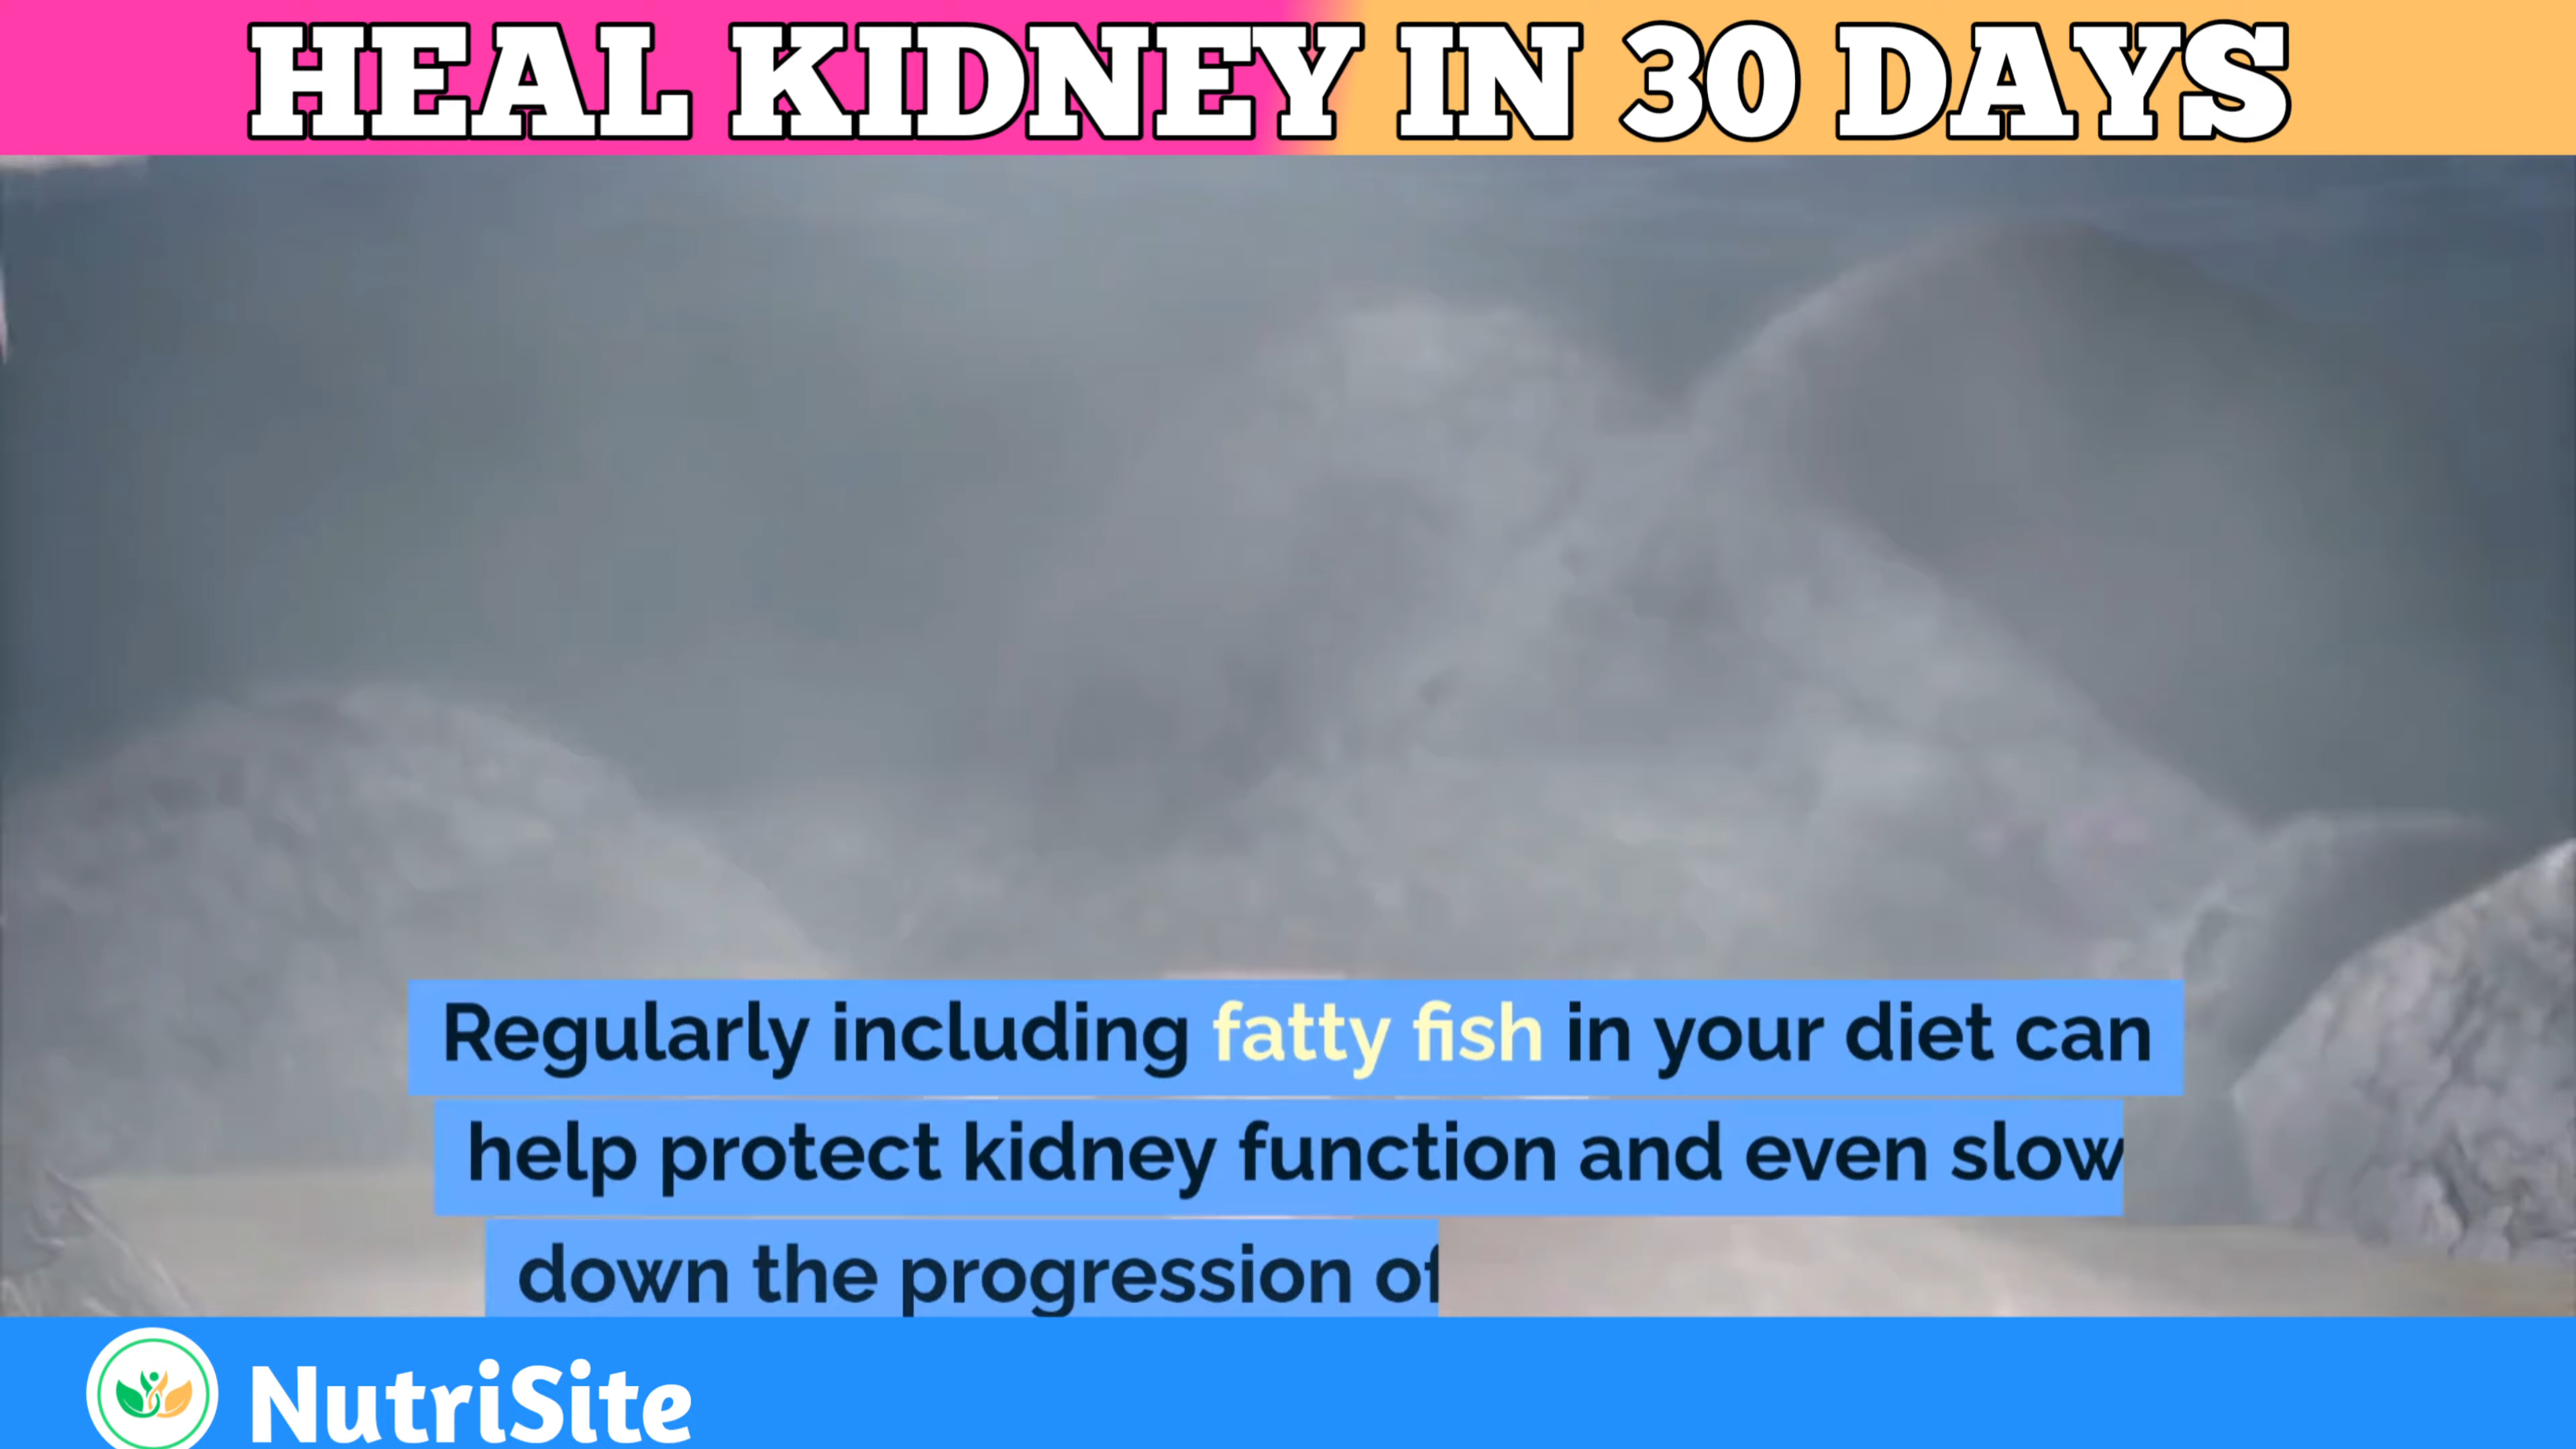 HEAL KIDNEY IN 30 DAYS
Regularly including fatty fish in your diet can
help protect kidney function and even slow
down the progression of
NutriSite